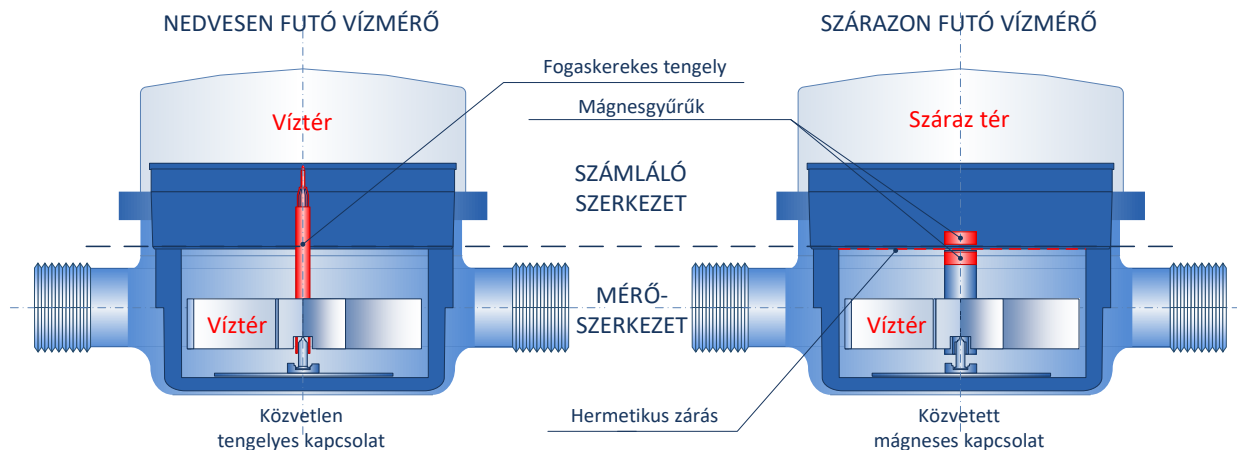 NEDVESEN FUTÓ VÍZMÉRŐ
SZÁRAZON FUTÓ VÍZMÉRŐ
Fogaskerekes tengely
Mágnesgyűrűk
Víztér
Száraz tér
SZÁMLÁLÓ
SZERKEZET
MÉRŐ-
SZERKEZET
Víztér
Víztér
Hermetikus zárás
Közvetlen
tengelyes kapcsolat
Közvetett
mágneses kapcsolat